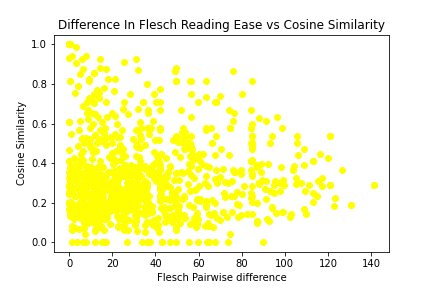 Difference In Flesch Reading Ease vs Cosine Similarity
1.0
0.8
0.6
0.4
0.2
0.0
Cosine Similarity
0 20 40 60 80 100 120 140
Flesch Pairwise difference